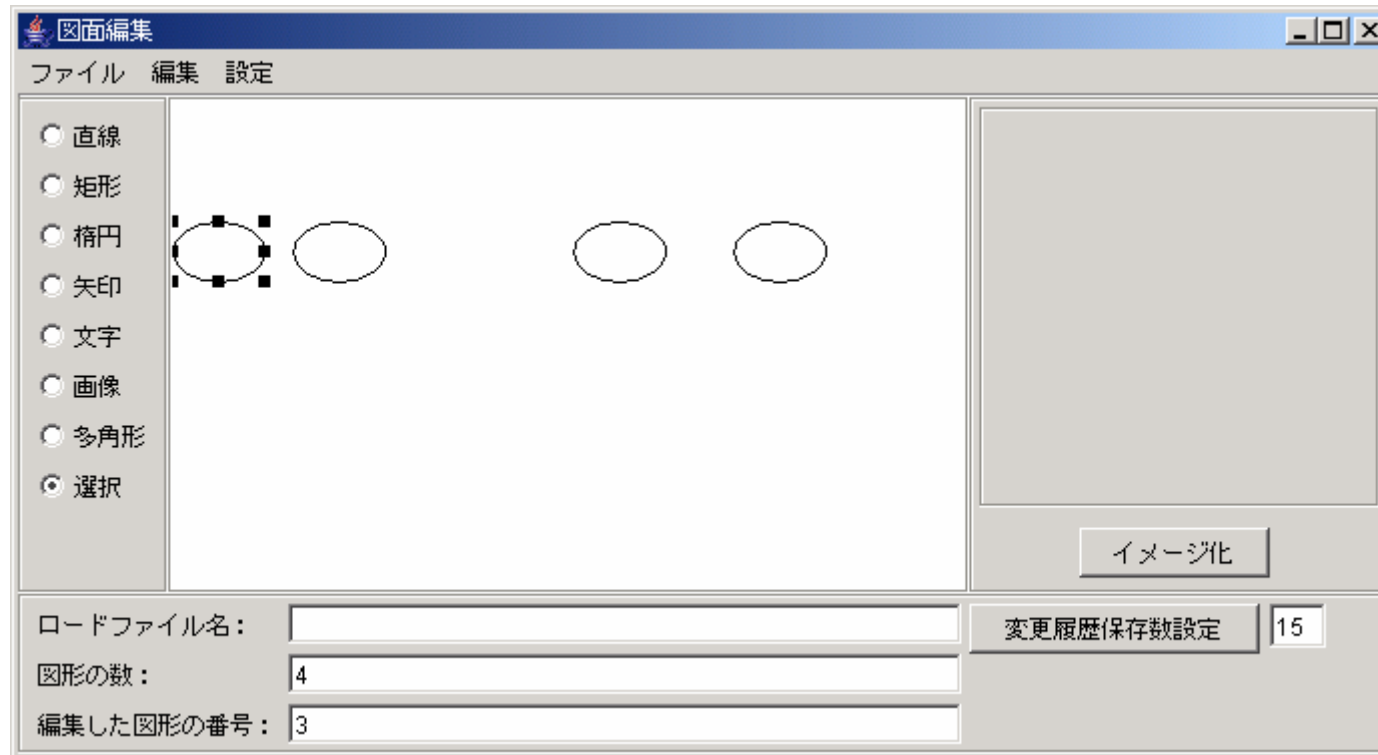 図面編集
ファイル 編集 設定
直線
矩形
楕円
矢印
文字
画像
多角形
選択
イメージ化
ロードファイル名：
変更履歴保存数設定 15
図形の数： 4
編集した図形の番号： 3